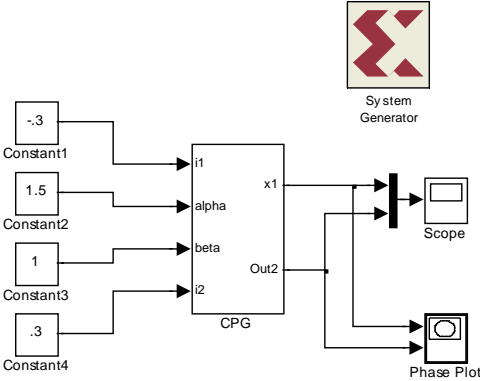 System
Generator
-.3
Constant1
1.5
Constant2
1
Constant3
.3
Constant4
i1
alpha
beta
i2
x1
Out2
CPG
Scope
Phase Plot